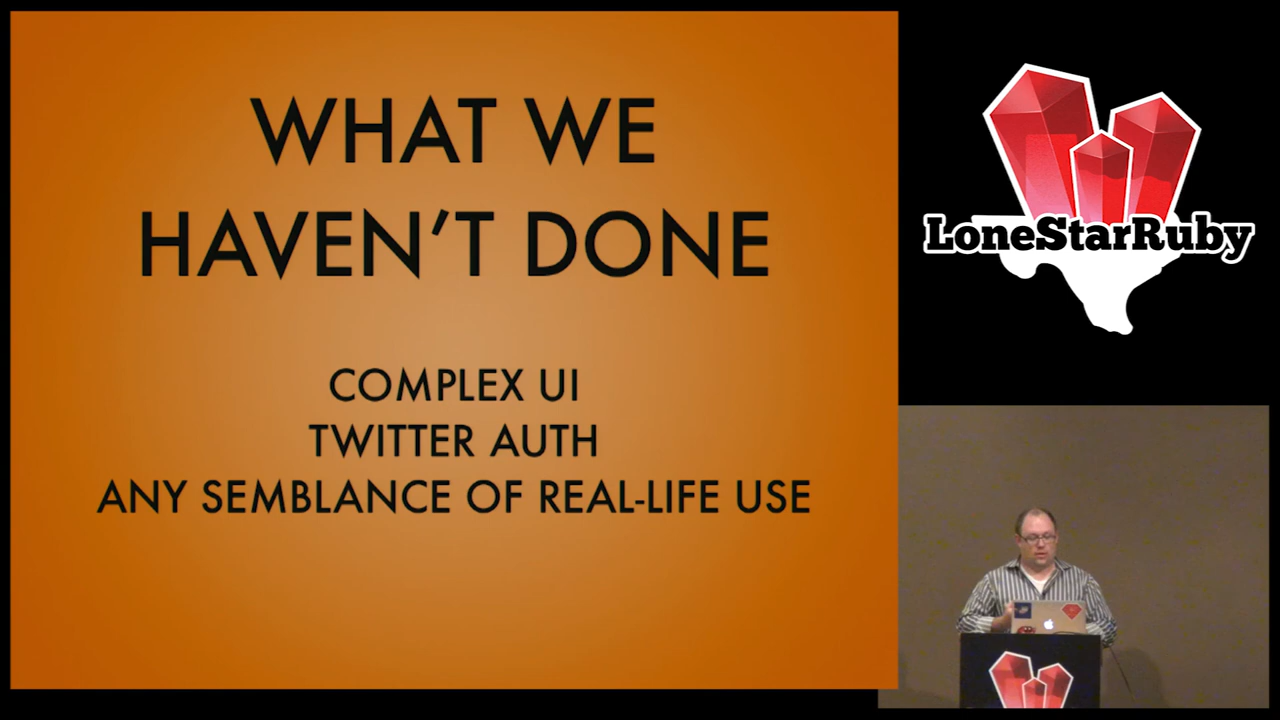 WHAT WE
HAVEN'T DONE
COMPLEX UI
TWITTER AUTH
ANY SEMBLANCE OF REAL-LIFE USE
LoneStarRuby